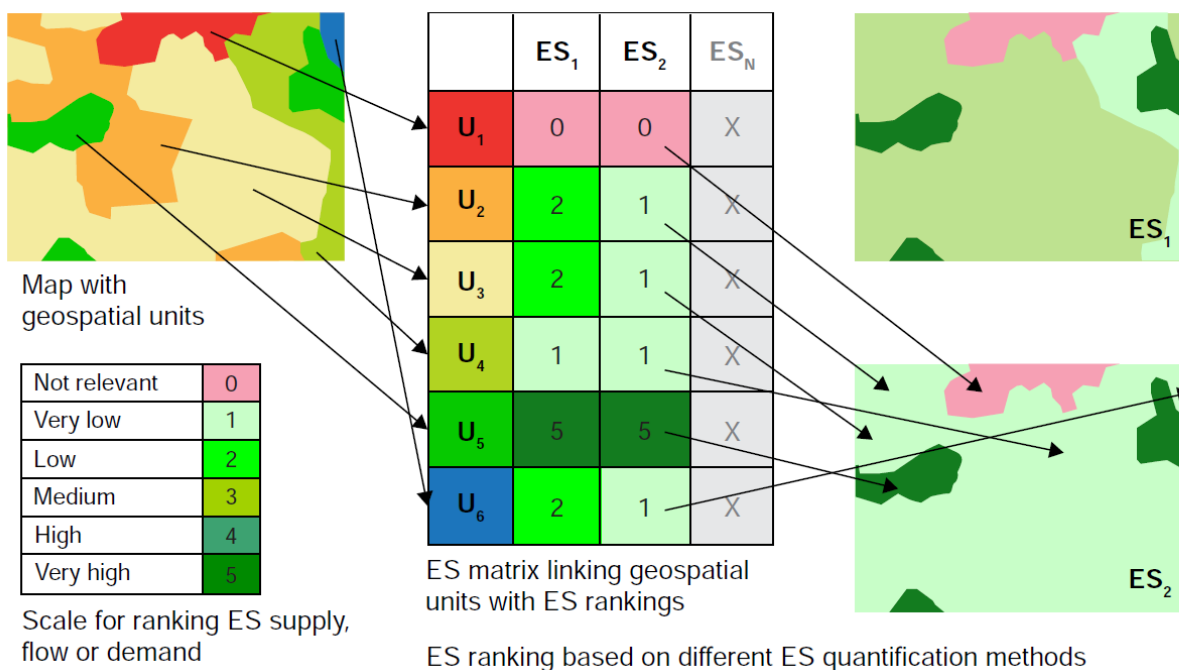 ES1 ES2 ESN
U1 0 0 X
U2 2 1 X
U3 2 1 X
U4 1 1 X
U5 5 5 X
U6 2 1 X
Map with
geospatial units
Not relevant 0
Very low 1
Low 2
Medium 3
High 4
Very high 5
Scale for ranking ES supply,
flow or demand
ES matrix linking geospatial
units with ES rankings
ES1
ES2
ES ranking based on different ES quantification methods